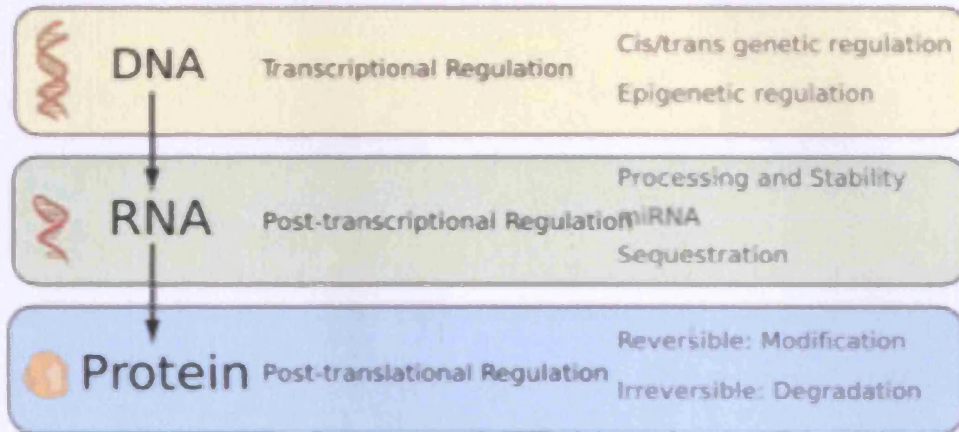 DNA
Transcriptional Regulation
Cis/trans genetic regulation
Epigenetic regulation
RNA
Post-transcriptional Regulation
Processing and Stability
miRNA
Sequestration
Protein
Post-translational Regulation
Reversible: Modification
Irreversible: Degradation